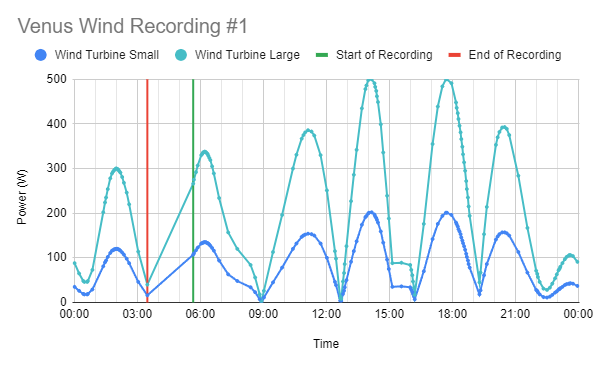 Venus Wind Recording #1
Wind Turbine Small Wind Turbine Large Start of Recording End of Recording
500
400
300
200
100
0
Power (W)
00:00 03:00 06:00 09:00 12:00 15:00 18:00 21:00 00:00
Time